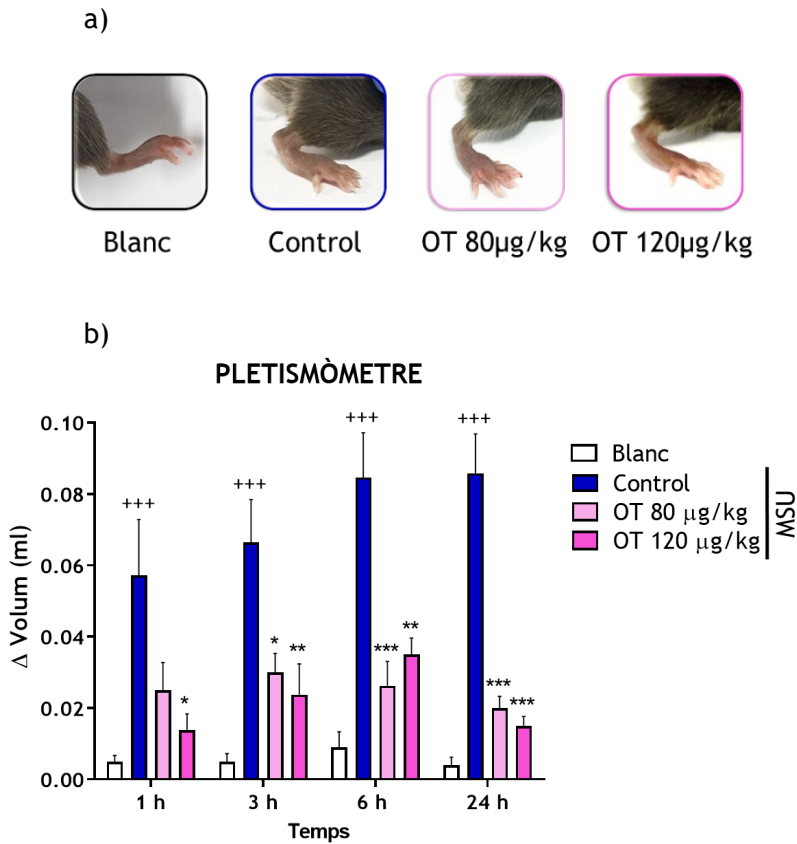 a)
Blanc
Control
OT 80µg/kg
OT 120µg/kg
b)
PLETISMÒMETRE
Δ Volum (ml)
0.10
0.08
0.06
0.04
0.02
0.00
+++
+++
+++
+++
*
*
**
***
**
***
***
1 h
3 h
6 h
24 h
Temps
Blanc
Control
OT 80 µg/kg
OT 120 µg/kg
MSU